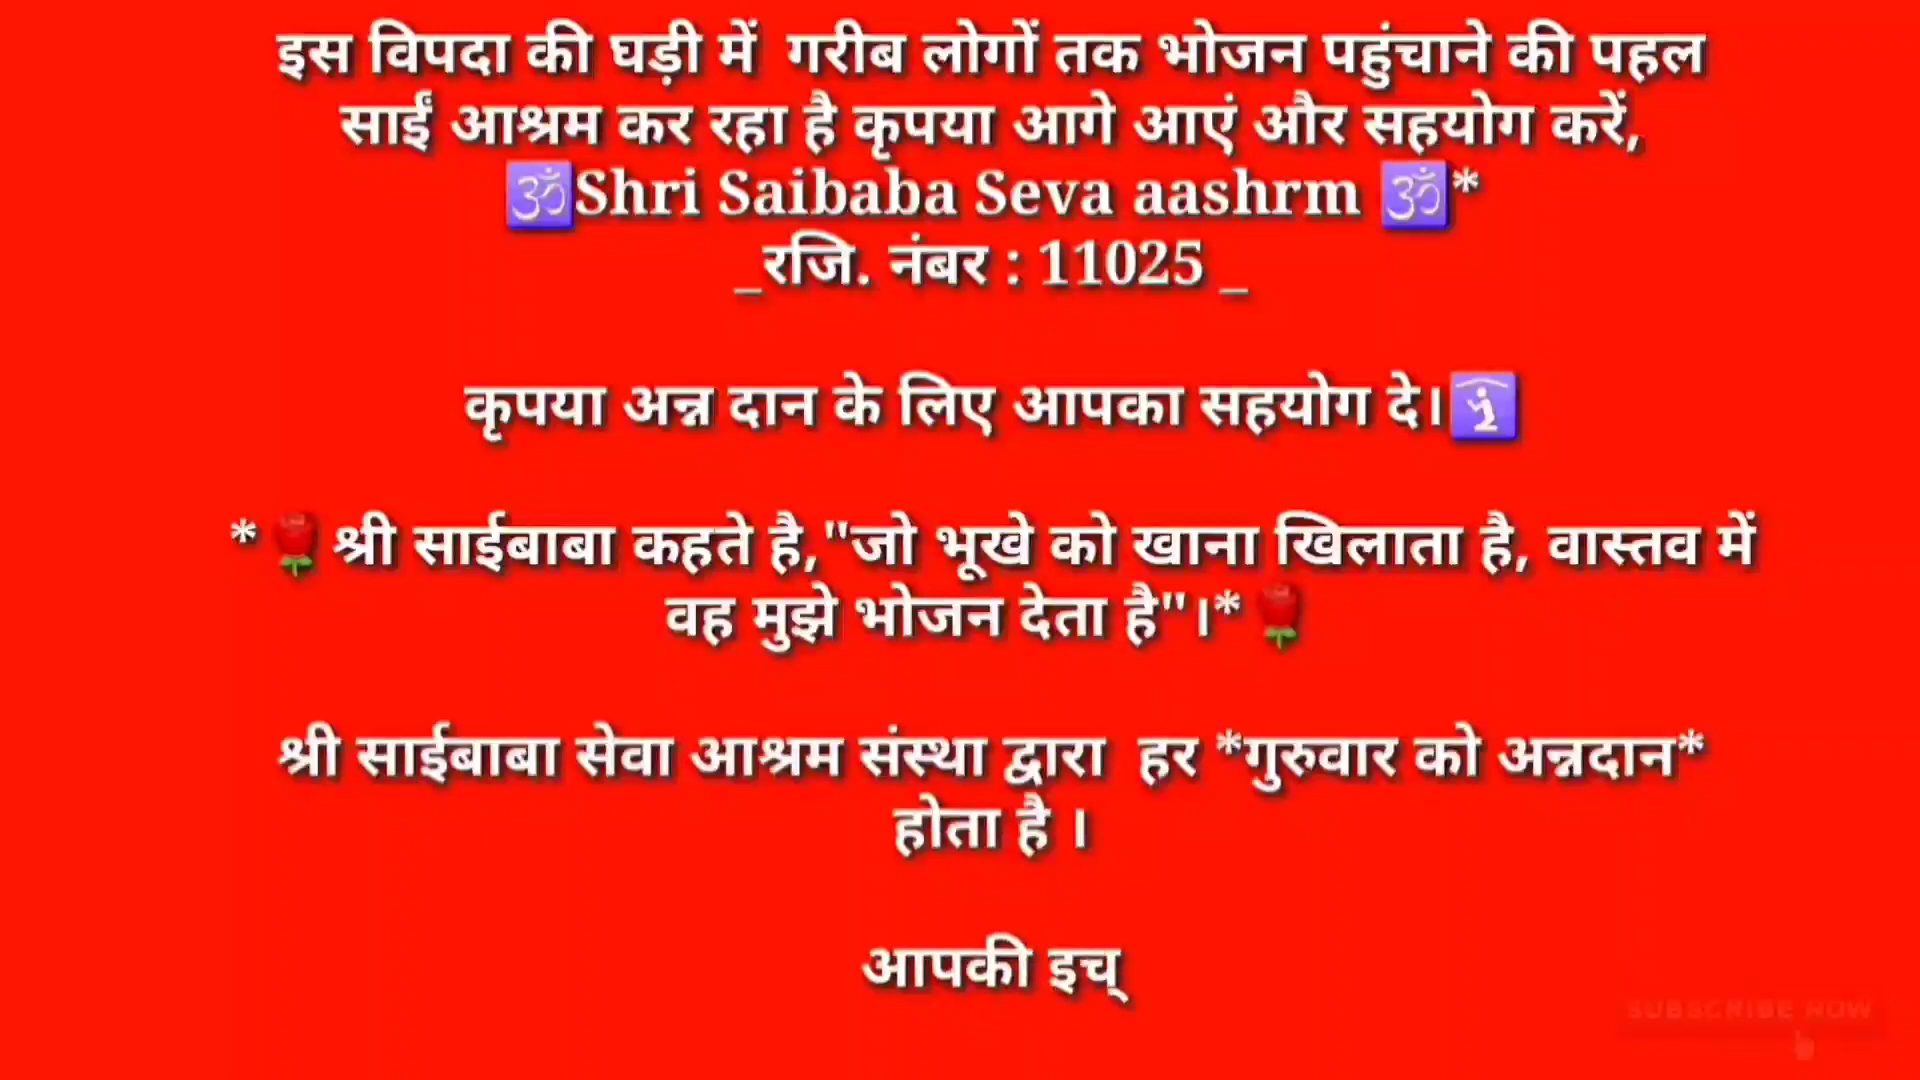 इस विपदा की घड़ी में गरीब लोगों तक भोजन पहुंचाने की पहल
साईं आश्रम कर रहा है कृपया आगे आएं और सहयोग करें,
🕉Shri Saibaba Seva aashrm 🕉*
_रजि. नंबर : 11025 _
कृपया अन्न दान के लिए आपका सहयोग दे।🛐
*🌹श्री साईबाबा कहते है,"जो भूखे को खाना खिलाता है, वास्तव में
वह मुझे भोजन देता है"।*🌹
श्री साईबाबा सेवा आश्रम संस्था द्वारा हर *गुरुवार को अन्नदान*
होता है ।
आपकी इच्
SUBSCRIBE NOW